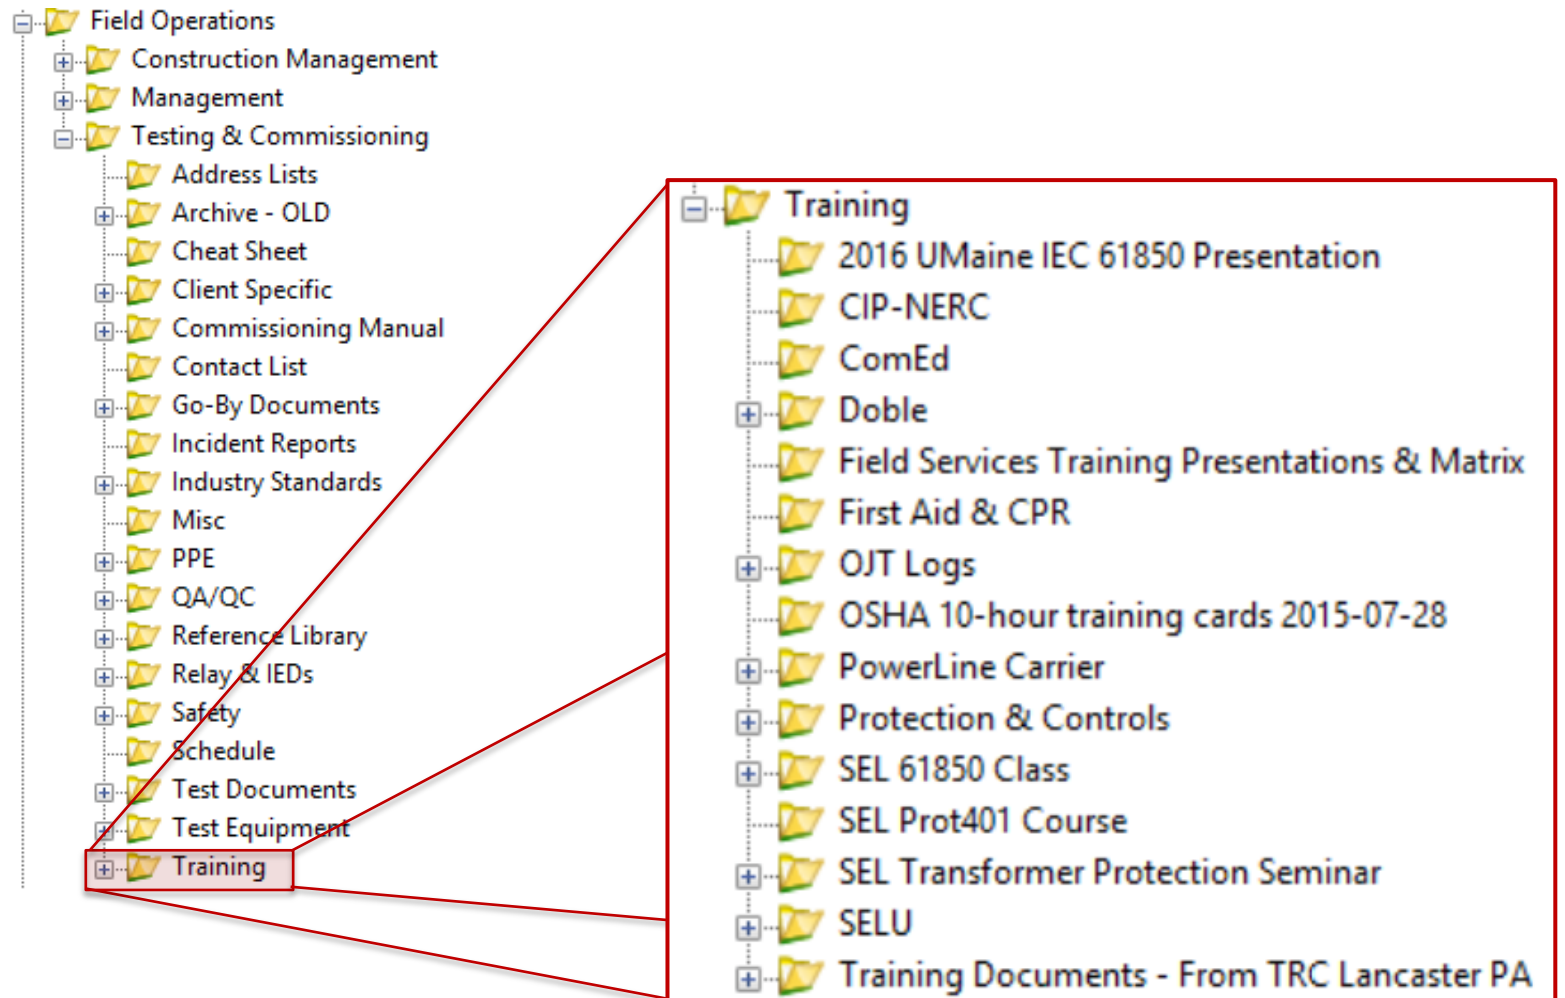 Field Operations
Construction Management
Management
Testing & Commissioning
Address Lists
Archive - OLD
Cheat Sheet
Client Specific
Commissioning Manual
Contact List
Go-By Documents
Incident Reports
Industry Standards
Misc
PPE
QA/QC
Reference Library
Relay & IEDs
Safety
Schedule
Test Documents
Test Equipment
Training
Training
2016 UMaine IEC 61850 Presentation
CIP-NERC
ComEd
Doble
Field Services Training Presentations & Matrix
First Aid & CPR
OJT Logs
OSHA 10-hour training cards 2015-07-28
PowerLine Carrier
Protection & Controls
SEL 61850 Class
SEL Prot401 Course
SEL Transformer Protection Seminar
SELU
Training Documents - From TRC Lancaster PA